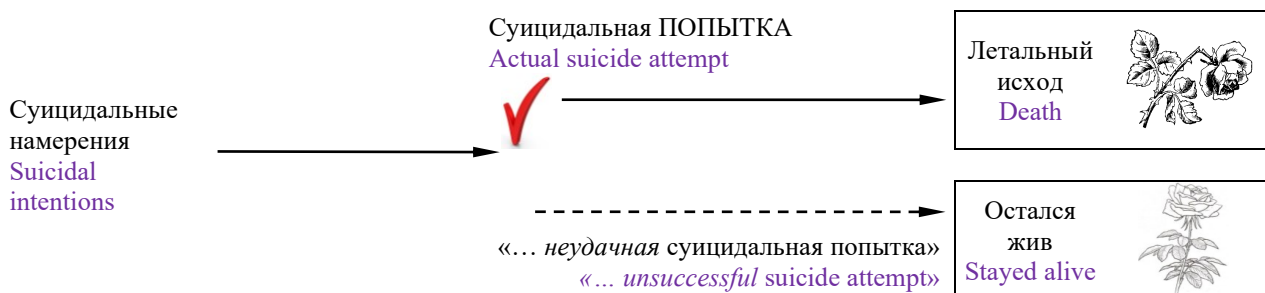 Суицидальные
намерения
Suicidal
intentions
Суицидальная ПОПЫТКА
Actual suicide attempt
Летальный
исход
Death
«… неудачная суицидальная попытка»
«… unsuccessful suicide attempt»
Остался
жив
Stayed alive